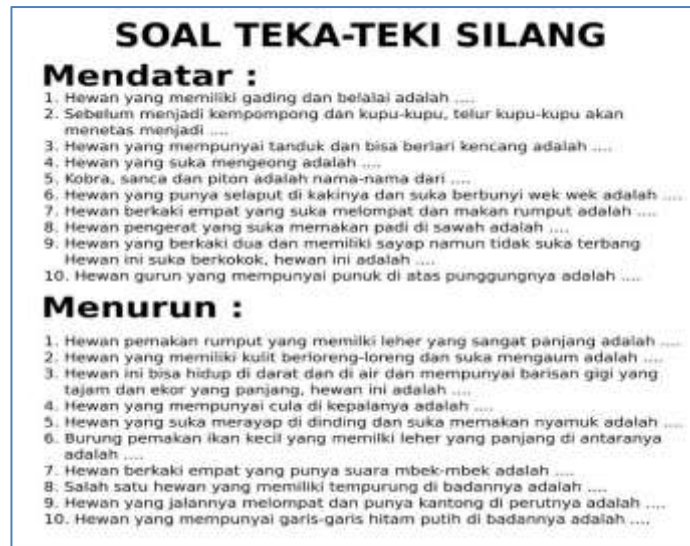 SOAL TEKA-TEKI SILANG
Mendatar :
1. Hewan yang memiliki gading dan belalai adalah ....
2. Sebelum menjadi kempompong dan kupu-kupu, telur kupu-kupu akan
menetas menjadi ....
3. Hewan yang mempunyai tanduk dan bisa berlari kencang adalah ....
4. Hewan yang suka mengeong adalah ....
5. Kobra, sanca dan piton adalah nama-nama dari ....
6. Hewan yang punya selaput di kakinya dan suka berbunyi wek wek adalah ....
7. Hewan berkaki empat yang suka melompat dan makan rumput adalah ....
8. Hewan pengerat yang suka memakan padi di sawah adalah ....
9. Hewan yang berkaki dua dan memiliki sayap namun tidak suka terbang
Hewan ini suka berkokok, hewan ini adalah ....
10. Hewan gurun yang mempunyai punuk di atas punggungnya adalah ....
Menurun :
1. Hewan pemakan rumput yang memilki leher yang sangat panjang adalah ....
2. Hewan yang memiliki kulit berloreng-loreng dan suka mengaum adalah ....
3. Hewan ini bisa hidup di darat dan di air dan mempunyai barisan gigi yang
tajam dan ekor yang panjang, hewan ini adalah ....
4. Hewan yang mempunyai cula di kepalanya adalah ....
5. Hewan yang suka merayap di dinding dan suka memakan nyamuk adalah ....
6. Burung pemakan ikan kecil yang memilki leher yang panjang di antaranya
adalah ....
7. Hewan berkaki empat yang punya suara mbek-mbek adalah ....
8. Salah satu hewan yang memiliki tempurung di badannya adalah ....
9. Hewan yang jalannya melompat dan punya kantong di perutnya adalah ....
10. Hewan yang mempunyai garis-garis hitam putih di badannya adalah ....